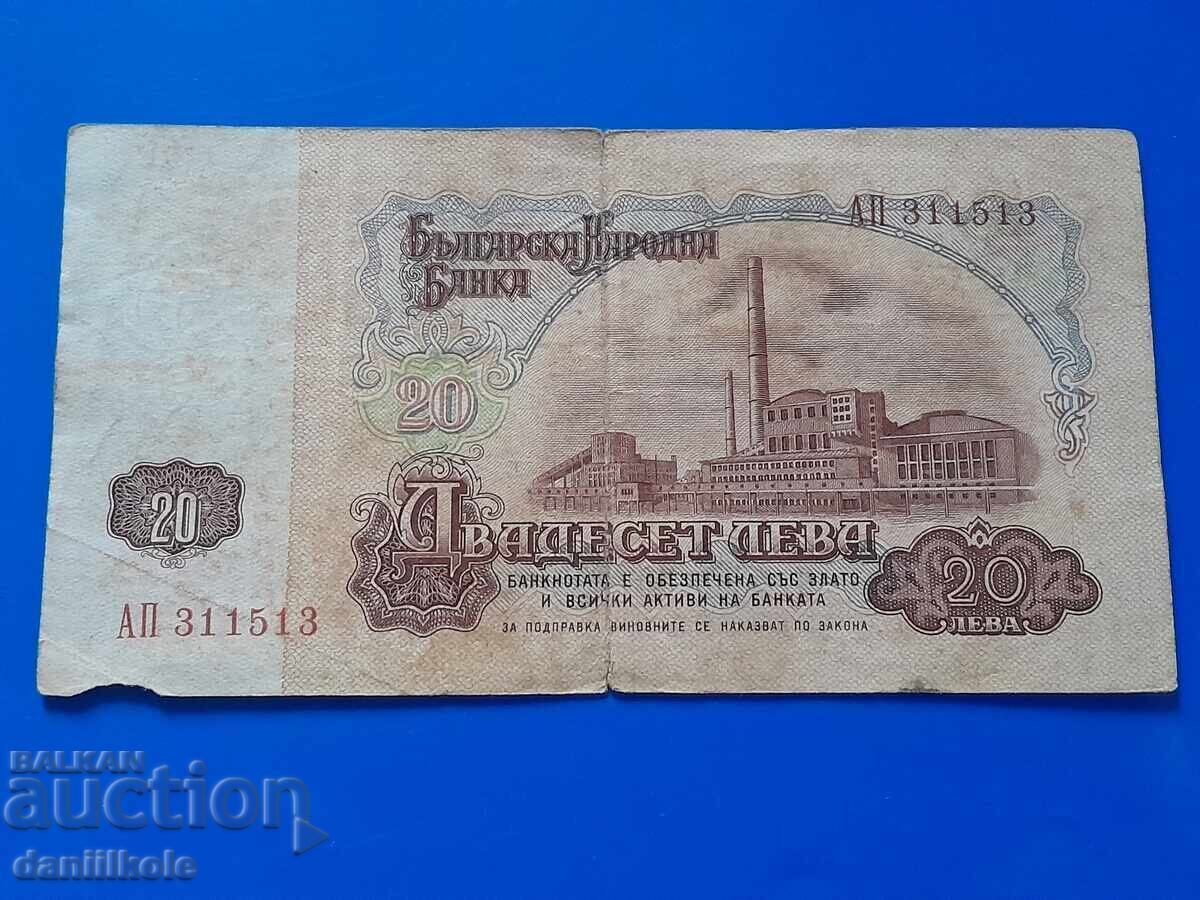 АП 311513
Българска Народна
Банка
20
Двадесет лева
20
БАНКНОТАТА Е ОБЕЗПЕЧЕНА СЪС ЗЛАТО
И ВСИЧКИ АКТИВИ НА БАНКАТА
20
ЛЕВА
АП 311513
ЗА ПОДПРАВКА ВИНОВНИТЕ СЕ НАКАЗВАТ ПО ЗАКОНА
BALKAN
auction
daniilkole